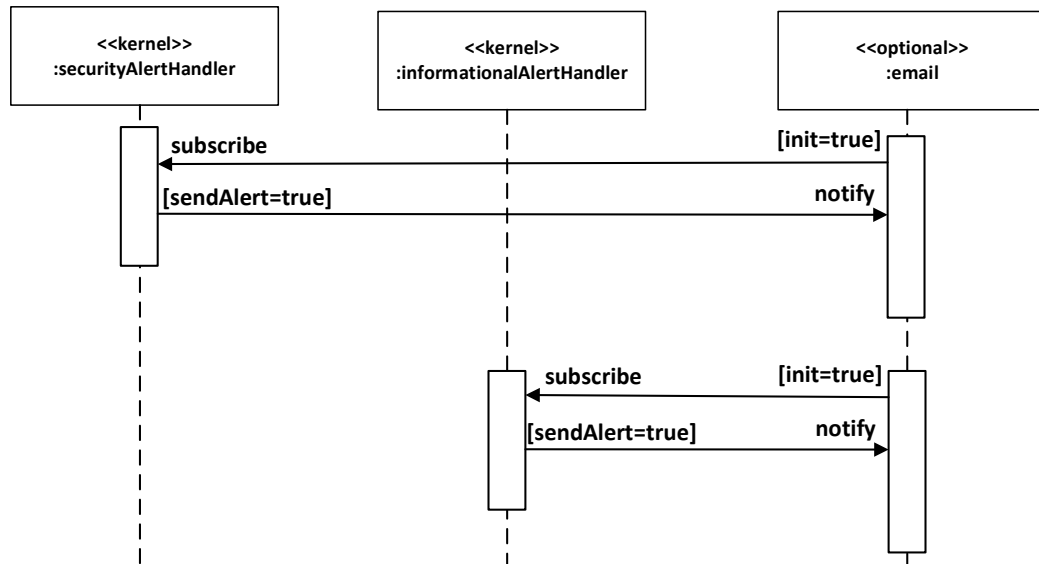 <<kernel>>
:securityAlertHandler
<<kernel>>
:informationalAlertHandler
<<optional>>
:email
subscribe
[init=true]
[sendAlert=true]
notify
subscribe
[init=true]
[sendAlert=true]
notify